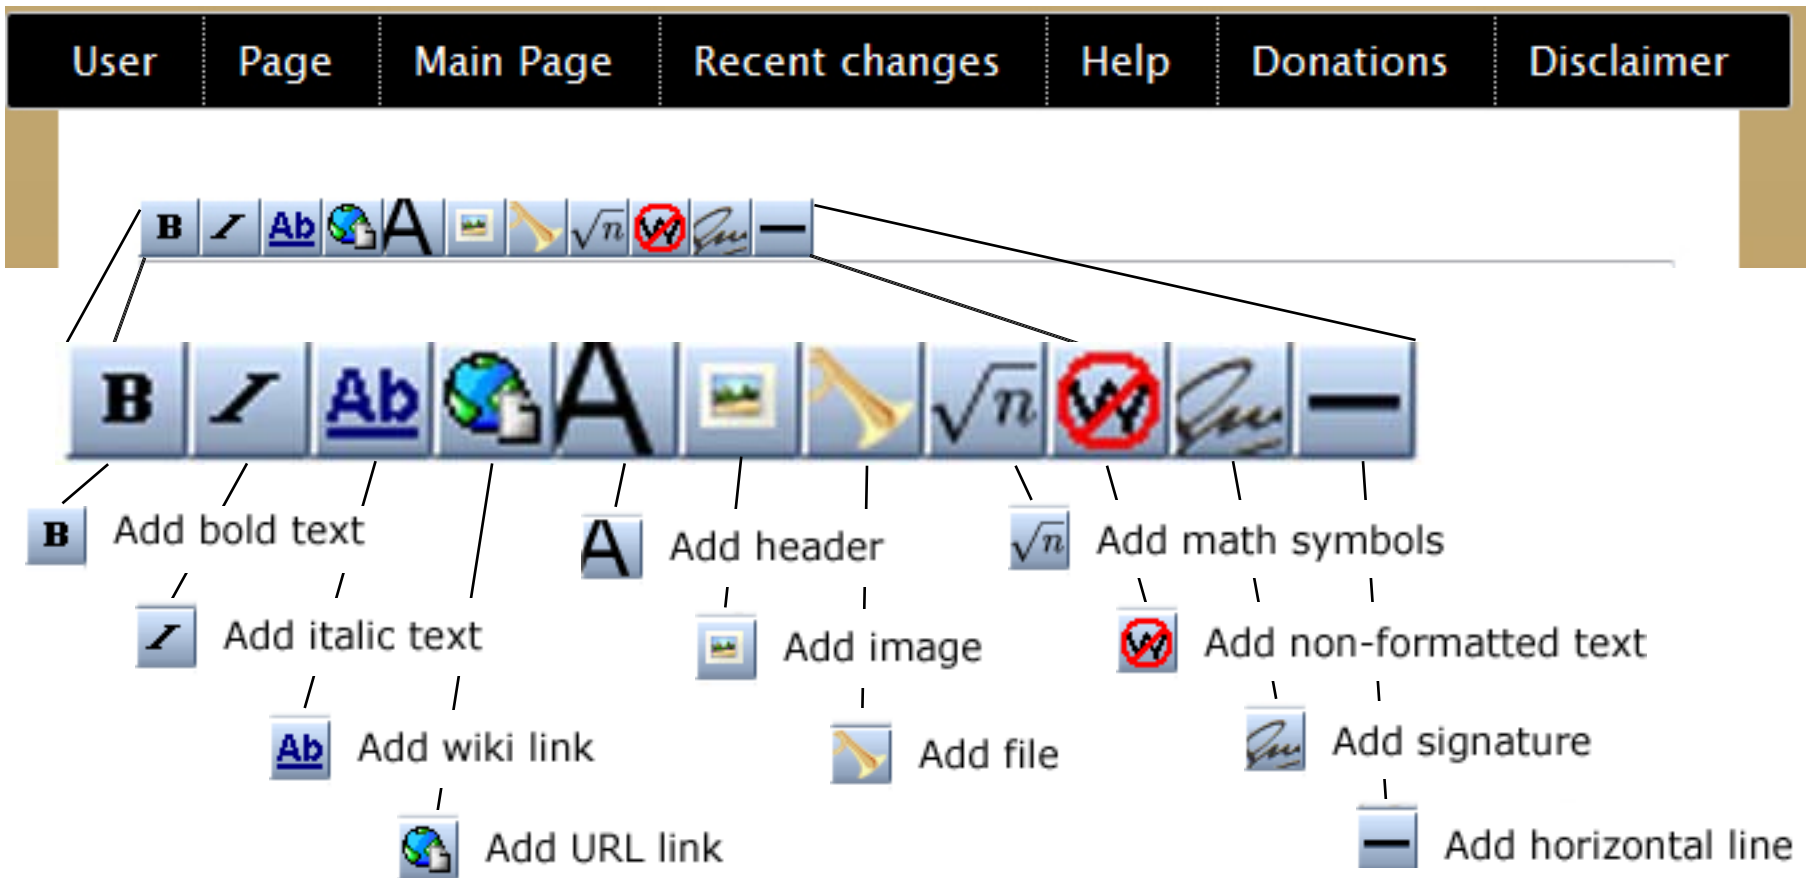 User Page Main Page Recent changes Help Donations Disclaimer
B I Ab A √n W
B I Ab A √n W
B Add bold text
I Add italic text
Ab Add wiki link
Add URL link
A Add header
Add image
Add file
√n Add math symbols
W Add non-formatted text
Add signature
Add horizontal line